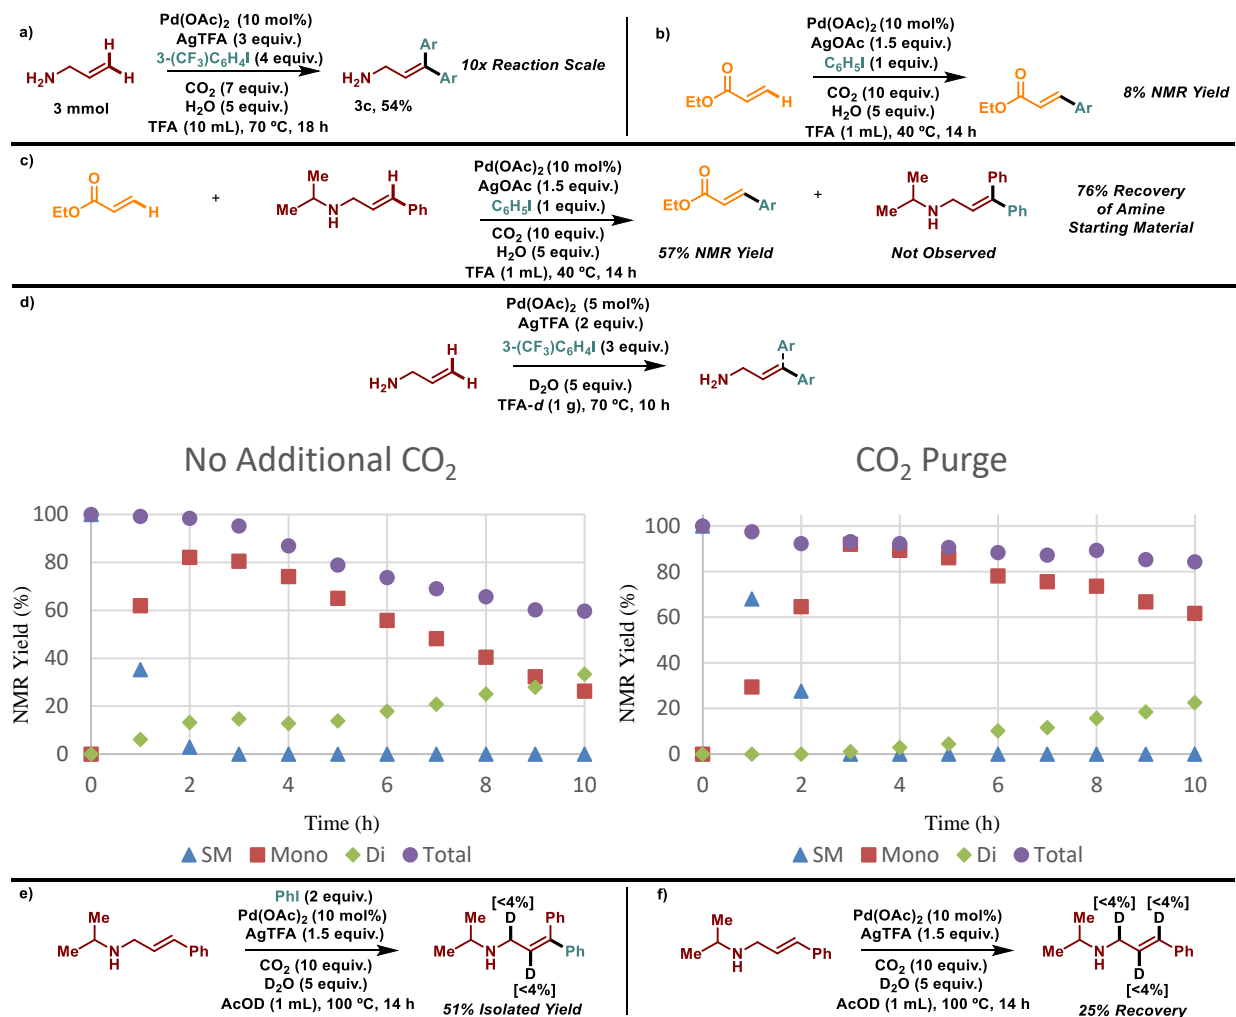 a)
Pd(OAc)2 (10 mol%)
AgTFA (3 equiv.)
3-(CF3)C6H4I (4 equiv.)
CO2 (7 equiv.)
H2O (5 equiv.)
TFA (10 mL), 70 ºC, 18 h
H
H
H2N
3 mmol
Ar
Ar
H2N
3c, 54%
10x Reaction Scale
b)
Pd(OAc)2 (10 mol%)
AgOAc (1.5 equiv.)
C6H5I (1 equiv.)
CO2 (10 equiv.)
H2O (5 equiv.)
TFA (1 mL), 40 ºC, 14 h
O
EtO
H
O
EtO
Ar
8% NMR Yield
c)
O
EtO
H
+
Me
Me
N
H
H
Ph
Pd(OAc)2 (10 mol%)
AgOAc (1.5 equiv.)
C6H5I (1 equiv.)
CO2 (10 equiv.)
H2O (5 equiv.)
TFA (1 mL), 40 ºC, 14 h
O
EtO
Ar
57% NMR Yield
+
Me
Me
N
H
Ph
Ph
Not Observed
76% Recovery
of Amine
Starting Material
d)
H
H
H2N
Pd(OAc)2 (5 mol%)
AgTFA (2 equiv.)
3-(CF3)C6H4I (3 equiv.)
D2O (5 equiv.)
TFA-d (1 g), 70 ºC, 10 h
Ar
Ar
H2N
No Additional CO2
NMR Yield (%)
100
80
60
40
20
0
0 2 4 6 8 10
Time (h)
SM Mono Di Total
CO2 Purge
NMR Yield (%)
100
80
60
40
20
0
0 2 4 6 8 10
Time (h)
SM Mono Di Total
e)
Me
Me
N
H
Ph
PhI (2 equiv.)
Pd(OAc)2 (10 mol%)
AgTFA (1.5 equiv.)
CO2 (10 equiv.)
D2O (5 equiv.)
AcOD (1 mL), 100 ºC, 14 h
[<4%]
D
Ph
Me
Me
N
H
Ph
D
[<4%]
51% Isolated Yield
f)
Me
Me
N
H
Ph
Pd(OAc)2 (10 mol%)
AgTFA (1.5 equiv.)
CO2 (10 equiv.)
D2O (5 equiv.)
AcOD (1 mL), 100 ºC, 14 h
[<4%] [<4%]
D D
Me
Me
N
H
Ph
D
[<4%]
25% Recovery